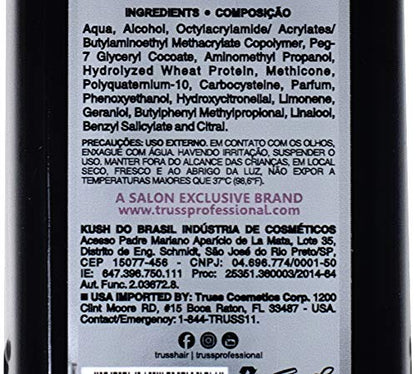 INGREDIENTS • COMPOSIÇÃO
Aqua, Alcohol, Octylacrylamide/ Acrylates/
Butylaminoethyl Methacrylate Copolymer, Peg-
7 Glyceryl Cocoate, Aminomethyl Propanol,
Hydrolyzed Wheat Protein, Methicone,
Polyquaternium-10, Carbocysteine, Parfum,
Phenoxyethanol, Hydroxycitronellal, Limonene,
Geraniol, Butylphenyl Methylpropional, Linalool,
Benzyl Salicylate and Citral.
PRECAUÇÕES: USO EXTERNO. EM CONTATO COM OS OLHOS,
ENXAGUE COM ÁGUA. HAVENDO IRRITAÇÃO, SUSPENDER O
USO. MANTER FORA DO ALCANCE DAS CRIANÇAS, EM LOCAL
SECO, FRESCO E AO ABRIGO DA LUZ, NÃO EXPOR A
TEMPERATURAS MAIORES QUE 37°C (98,6°F).
A SALON EXCLUSIVE BRAND
www.trussprofessional.com
KUSH DO BRASIL INDÚSTRIA DE COSMÉTICOS
Acesso Padre Mariano Aparício de La Mata, Lote 35,
Distrito de Eng. Schmidt, São José do Rio Preto/SP,
CEP 15077-456 - CNPJ: 04.696.774/0001-50
IE: 647.396.750.111 Proc: 25351.360003/2014-64
Aut. Func. 2.03672.8.
■ USA IMPORTED BY: Truss Cosmetics Corp. 1200
Clint Moore RD, #15 Boca Raton, FL 33487 - USA.
Contact/Emergency: 1-844-TRUSS11.
trusshair | trussprofessional